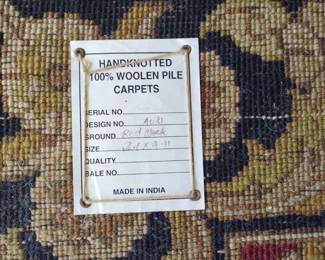 HANDKNOTTED
100% WOOLEN PILE
CARPETS
SERIAL NO.
DESIGN NO.
GROUND
SIZE
QUALITY
BALE NO.
MADE IN INDIA